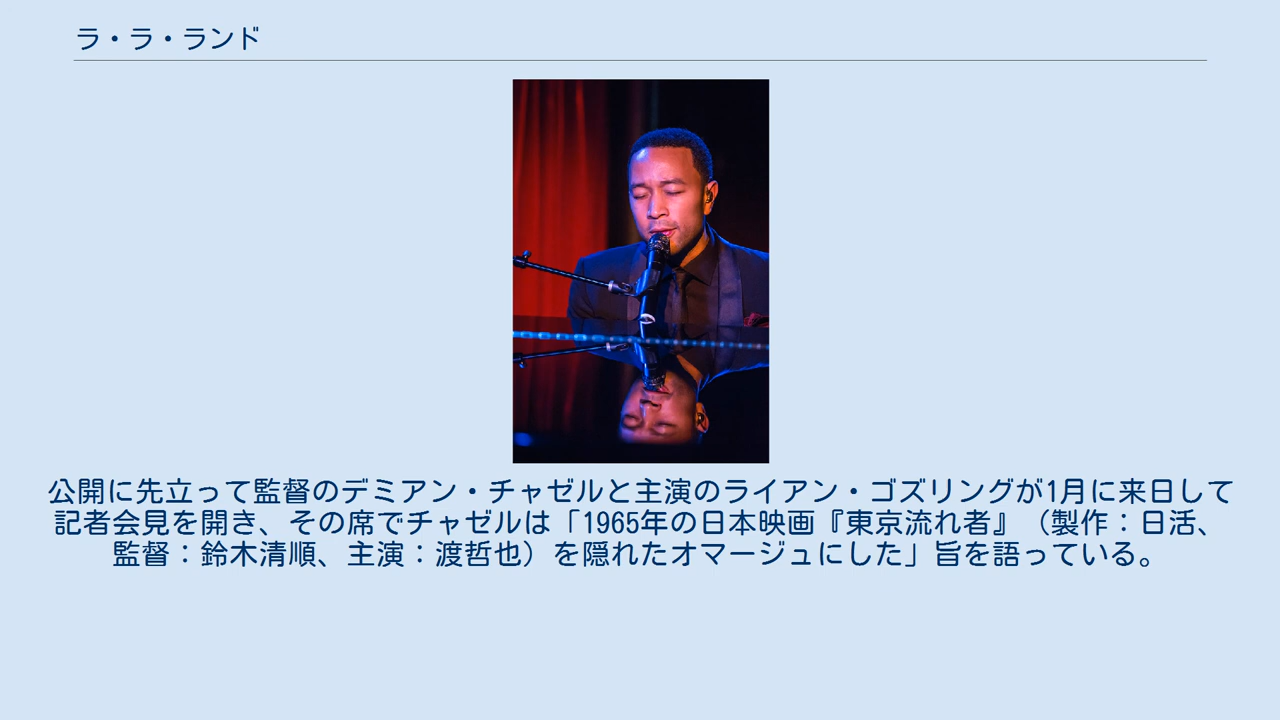 ラ・ラ・ランド
公開に先立って監督のデミアン・チャゼルと主演のライアン・ゴズリングが1月に来日して
記者会見を開き、その席でチャゼルは「1965年の日本映画『東京流れ者』（製作：日活、
監督：鈴木清順、主演：渡哲也）を隠れたオマージュにした」旨を語っている。